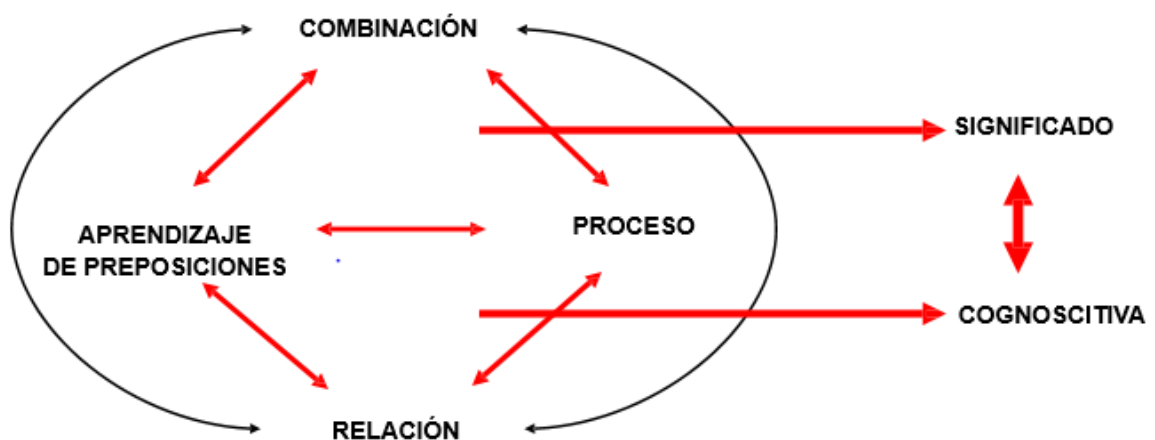 COMBINACIÓN
SIGNIFICADO
APRENDIZAJE
DE PREPOSICIONES
PROCESO
COGNOSCITIVA
RELACIÓN